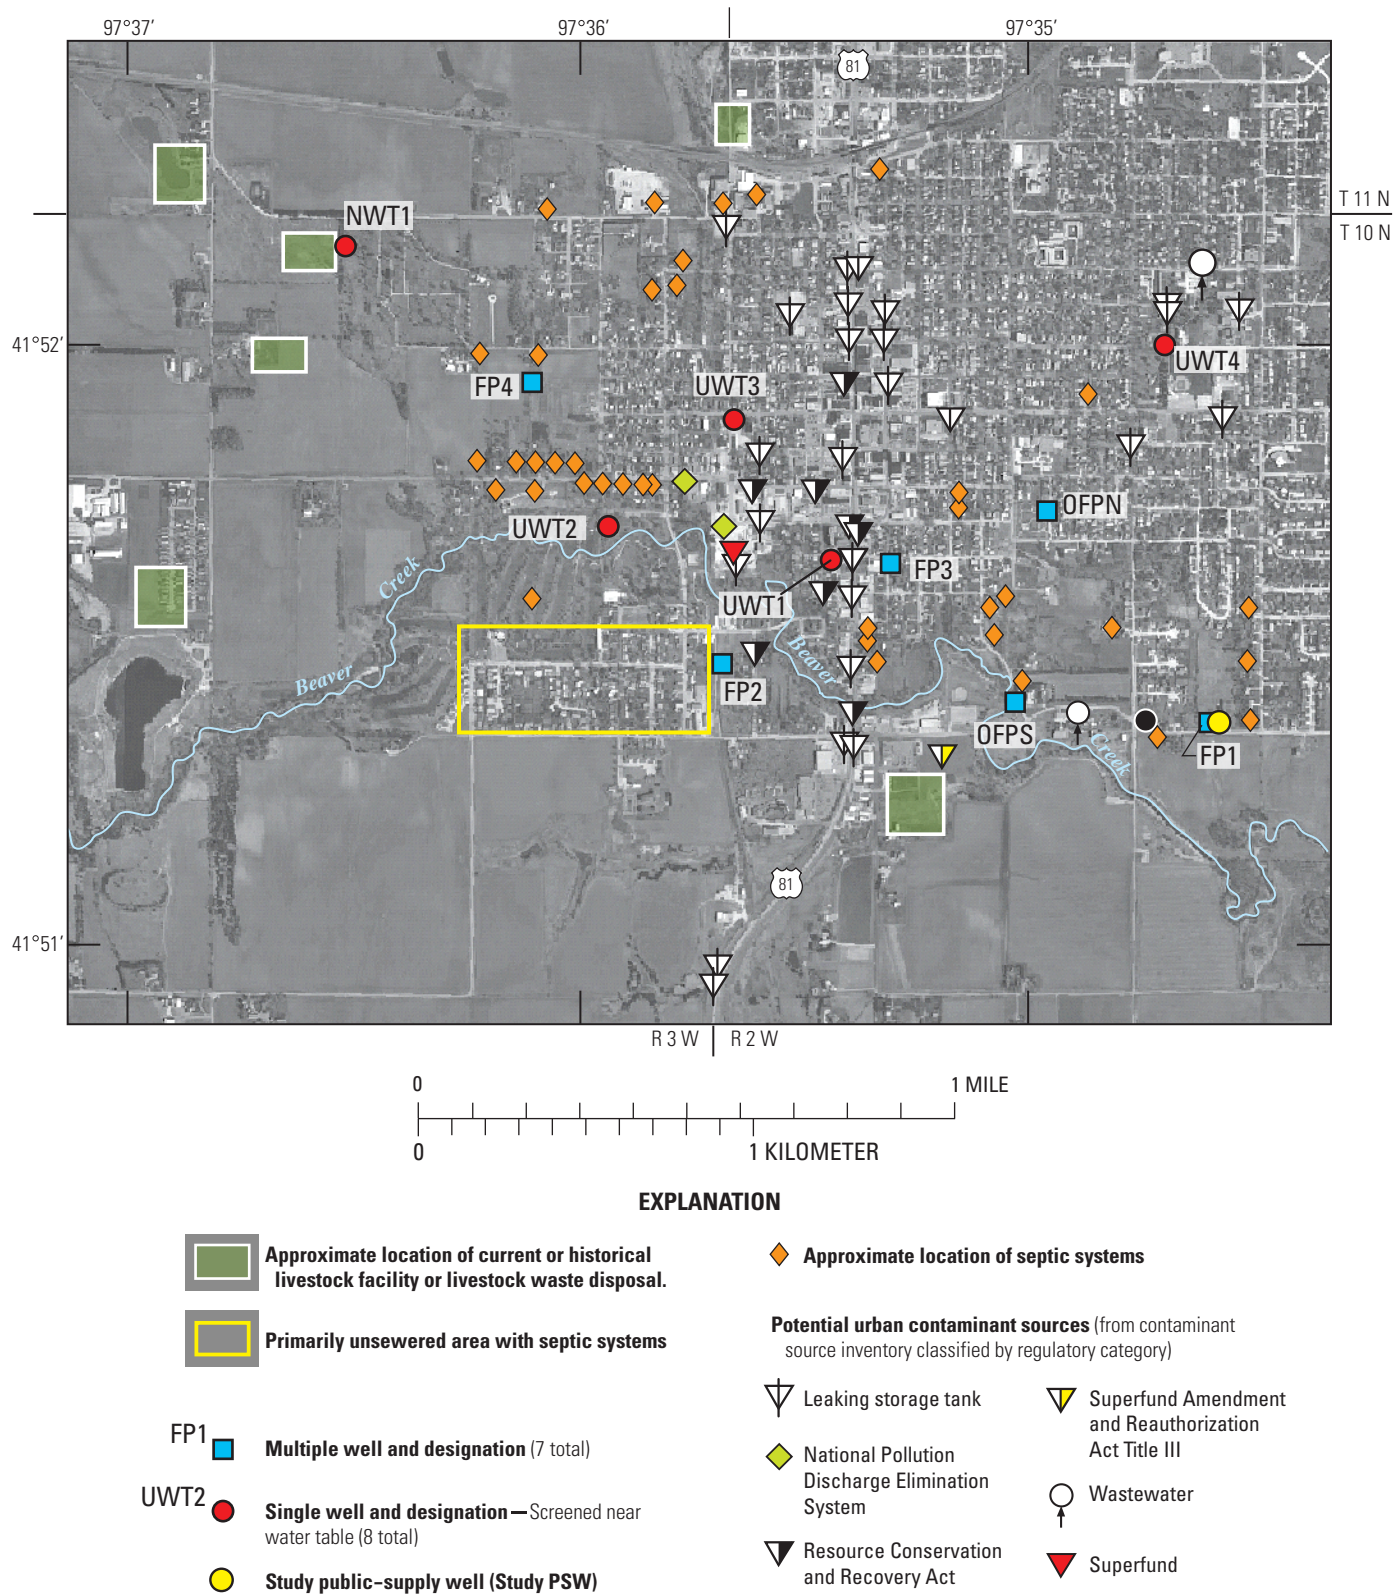 97°37′
97°36′
97°35′
81
T 11 N
T 10 N
NWT1
41°52′
UWT4
FP4
UWT3
OFPN
UWT2
FP3
Creek
UWT1
Beaver
Beaver
FP2
OFPS
Creek
FP1
81
41°51′
R 3 W
R 2 W
0
1 MILE
0
1 KILOMETER
EXPLANATION
Approximate location of current or historical
livestock facility or livestock waste disposal.
Primarily unsewered area with septic systems
FP1
Multiple well and designation (7 total)
UWT2
Single well and designation—Screened near
water table (8 total)
Study public-supply well (Study PSW)
Approximate location of septic systems
Potential urban contaminant sources (from contaminant
source inventory classified by regulatory category)
Leaking storage tank
National Pollution
Discharge Elimination
System
Resource Conservation
and Recovery Act
Superfund Amendment
and Reauthorization
Act Title III
Wastewater
Superfund